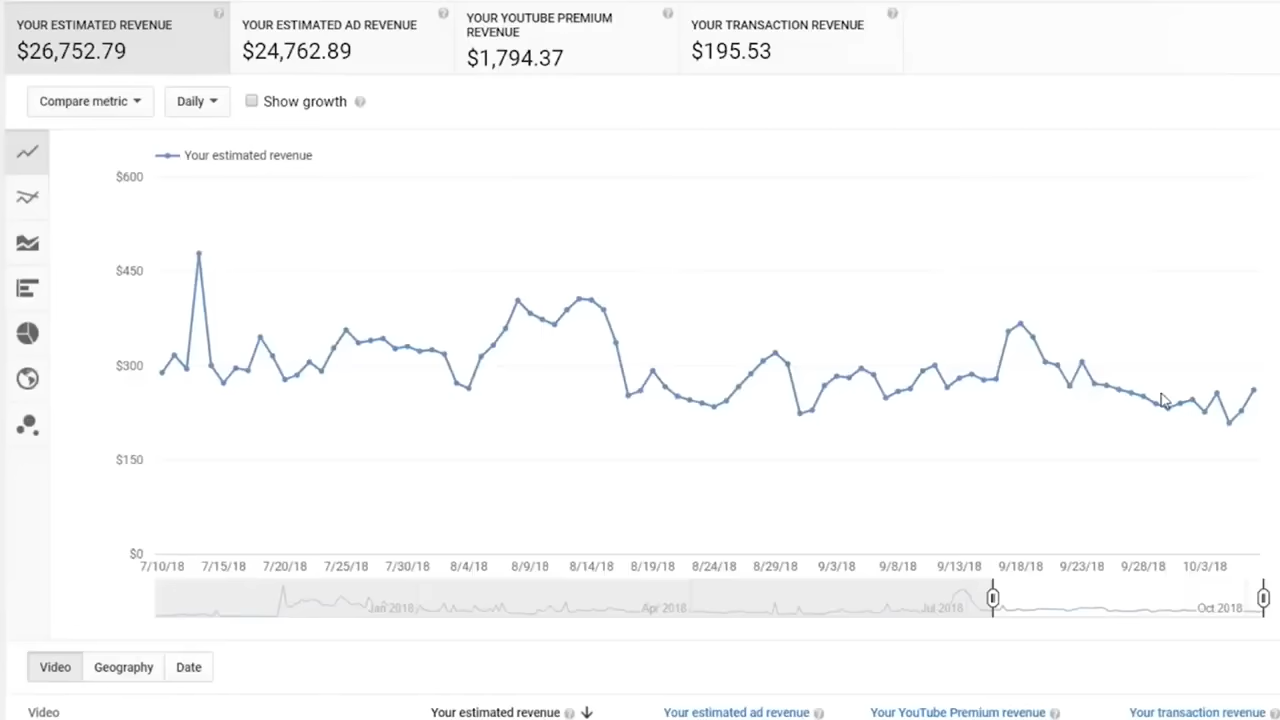 YOUR ESTIMATED REVENUE
$26,752.79
YOUR ESTIMATED AD REVENUE
$24,762.89
YOUR YOUTUBE PREMIUM
REVENUE
$1,794.37
YOUR TRANSACTION REVENUE
$195.53
Compare metric
Daily
Show growth
Your estimated revenue
$600
$450
$300
$150
$0
7/10/18 7/15/18 7/20/18 7/25/18 7/30/18 8/4/18 8/9/18 8/14/18 8/19/18 8/24/18 8/29/18 9/3/18 9/8/18 9/13/18 9/18/18 9/23/18 9/28/18 10/3/18
Jan 2018 Apr 2018 Jul 2018 Oct 2018
Video Geography Date
Video Your estimated revenue Your estimated ad revenue Your YouTube Premium revenue Your transaction revenue